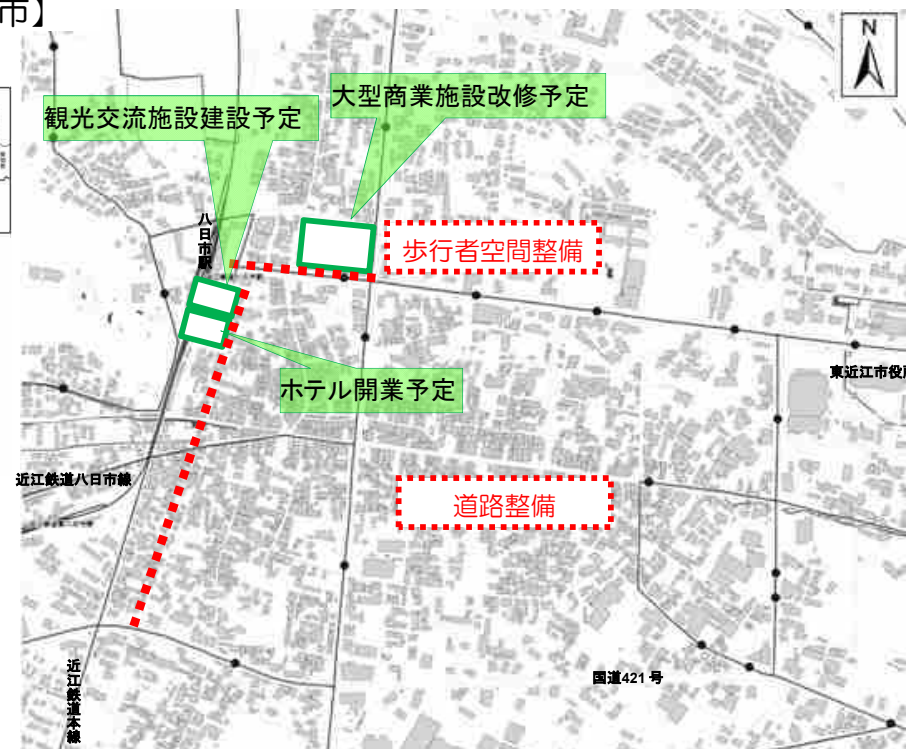 市】
N
大型商業施設改修予定
観光交流施設建設予定
八日市駅
歩行者空間整備
東近江市役
ホテル開業予定
近江鉄道八日市線
道路整備
近江鉄道本線
国道421号